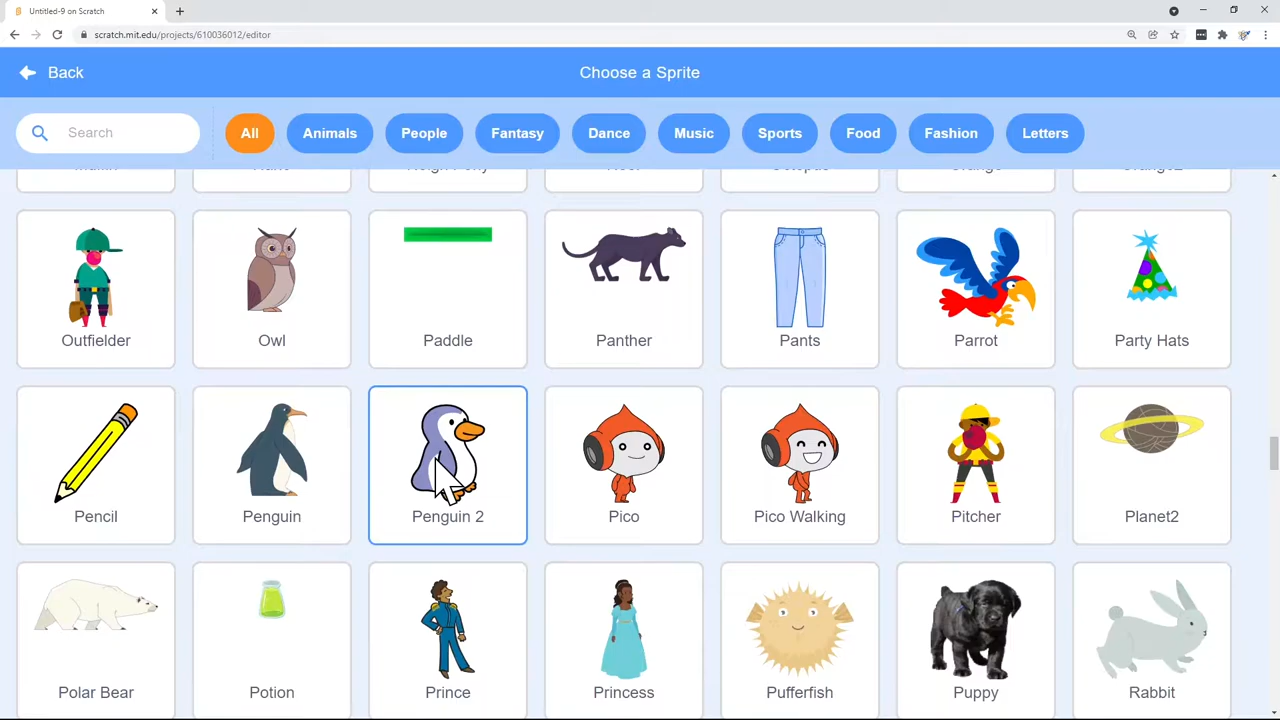 Untitled-9 on Scratch
scratch.mit.edu/projects/610036012/editor
Back
Choose a Sprite
Search
All
Animals
People
Fantasy
Dance
Music
Sports
Food
Fashion
Letters
Outfielder
Owl
Paddle
Panther
Pants
Parrot
Party Hats
Pencil
Penguin
Penguin 2
Pico
Pico Walking
Pitcher
Planet2
Polar Bear
Potion
Prince
Princess
Pufferfish
Puppy
Rabbit